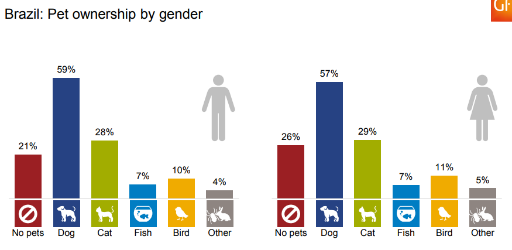 Brazil: Pet ownership by gender
Gf
21%
59%
28%
7%
10%
4%
No pets
Dog
Cat
Fish
Bird
Other
26%
57%
29%
7%
11%
5%
No pets
Dog
Cat
Fish
Bird
Other